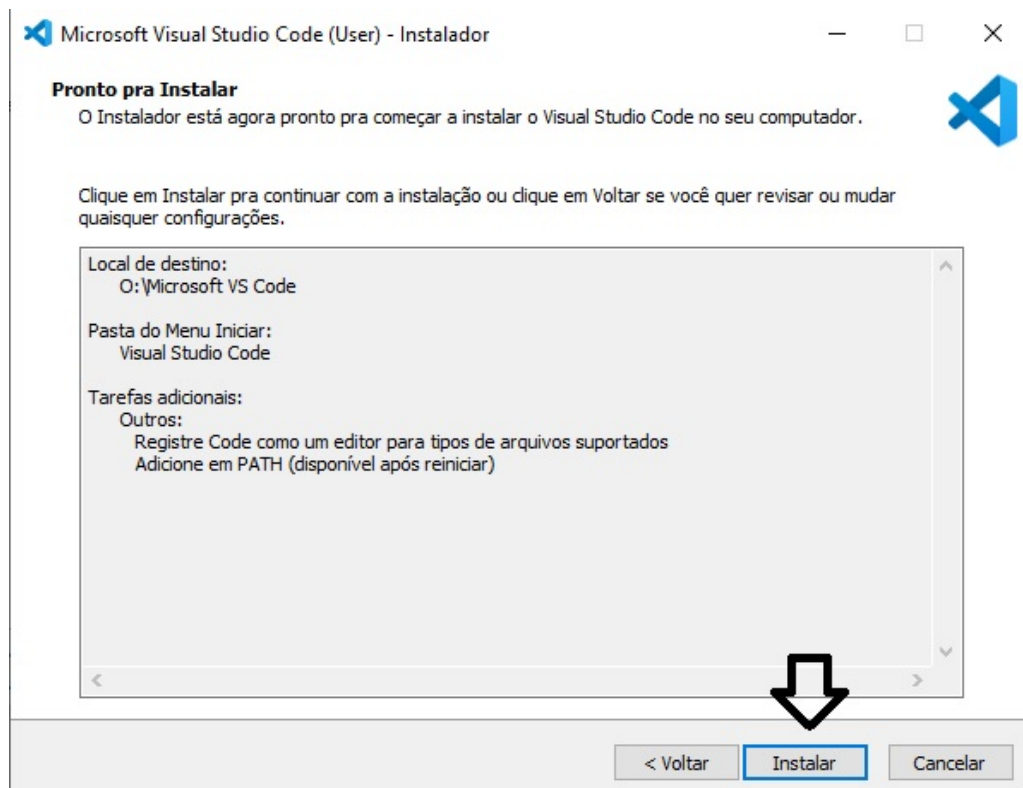 Microsoft Visual Studio Code (User) - Instalador
Pronto pra Instalar
O Instalador está agora pronto pra começar a instalar o Visual Studio Code no seu computador.
Clique em Instalar pra continuar com a instalação ou clique em Voltar se você quer revisar ou mudar
quaisquer configurações.
Local de destino:
O:\Microsoft VS Code
Pasta do Menu Iniciar:
Visual Studio Code
Tarefas adicionais:
Outros:
Registre Code como um editor para tipos de arquivos suportados
Adicione em PATH (disponível após reiniciar)
< Voltar
Instalar
Cancelar